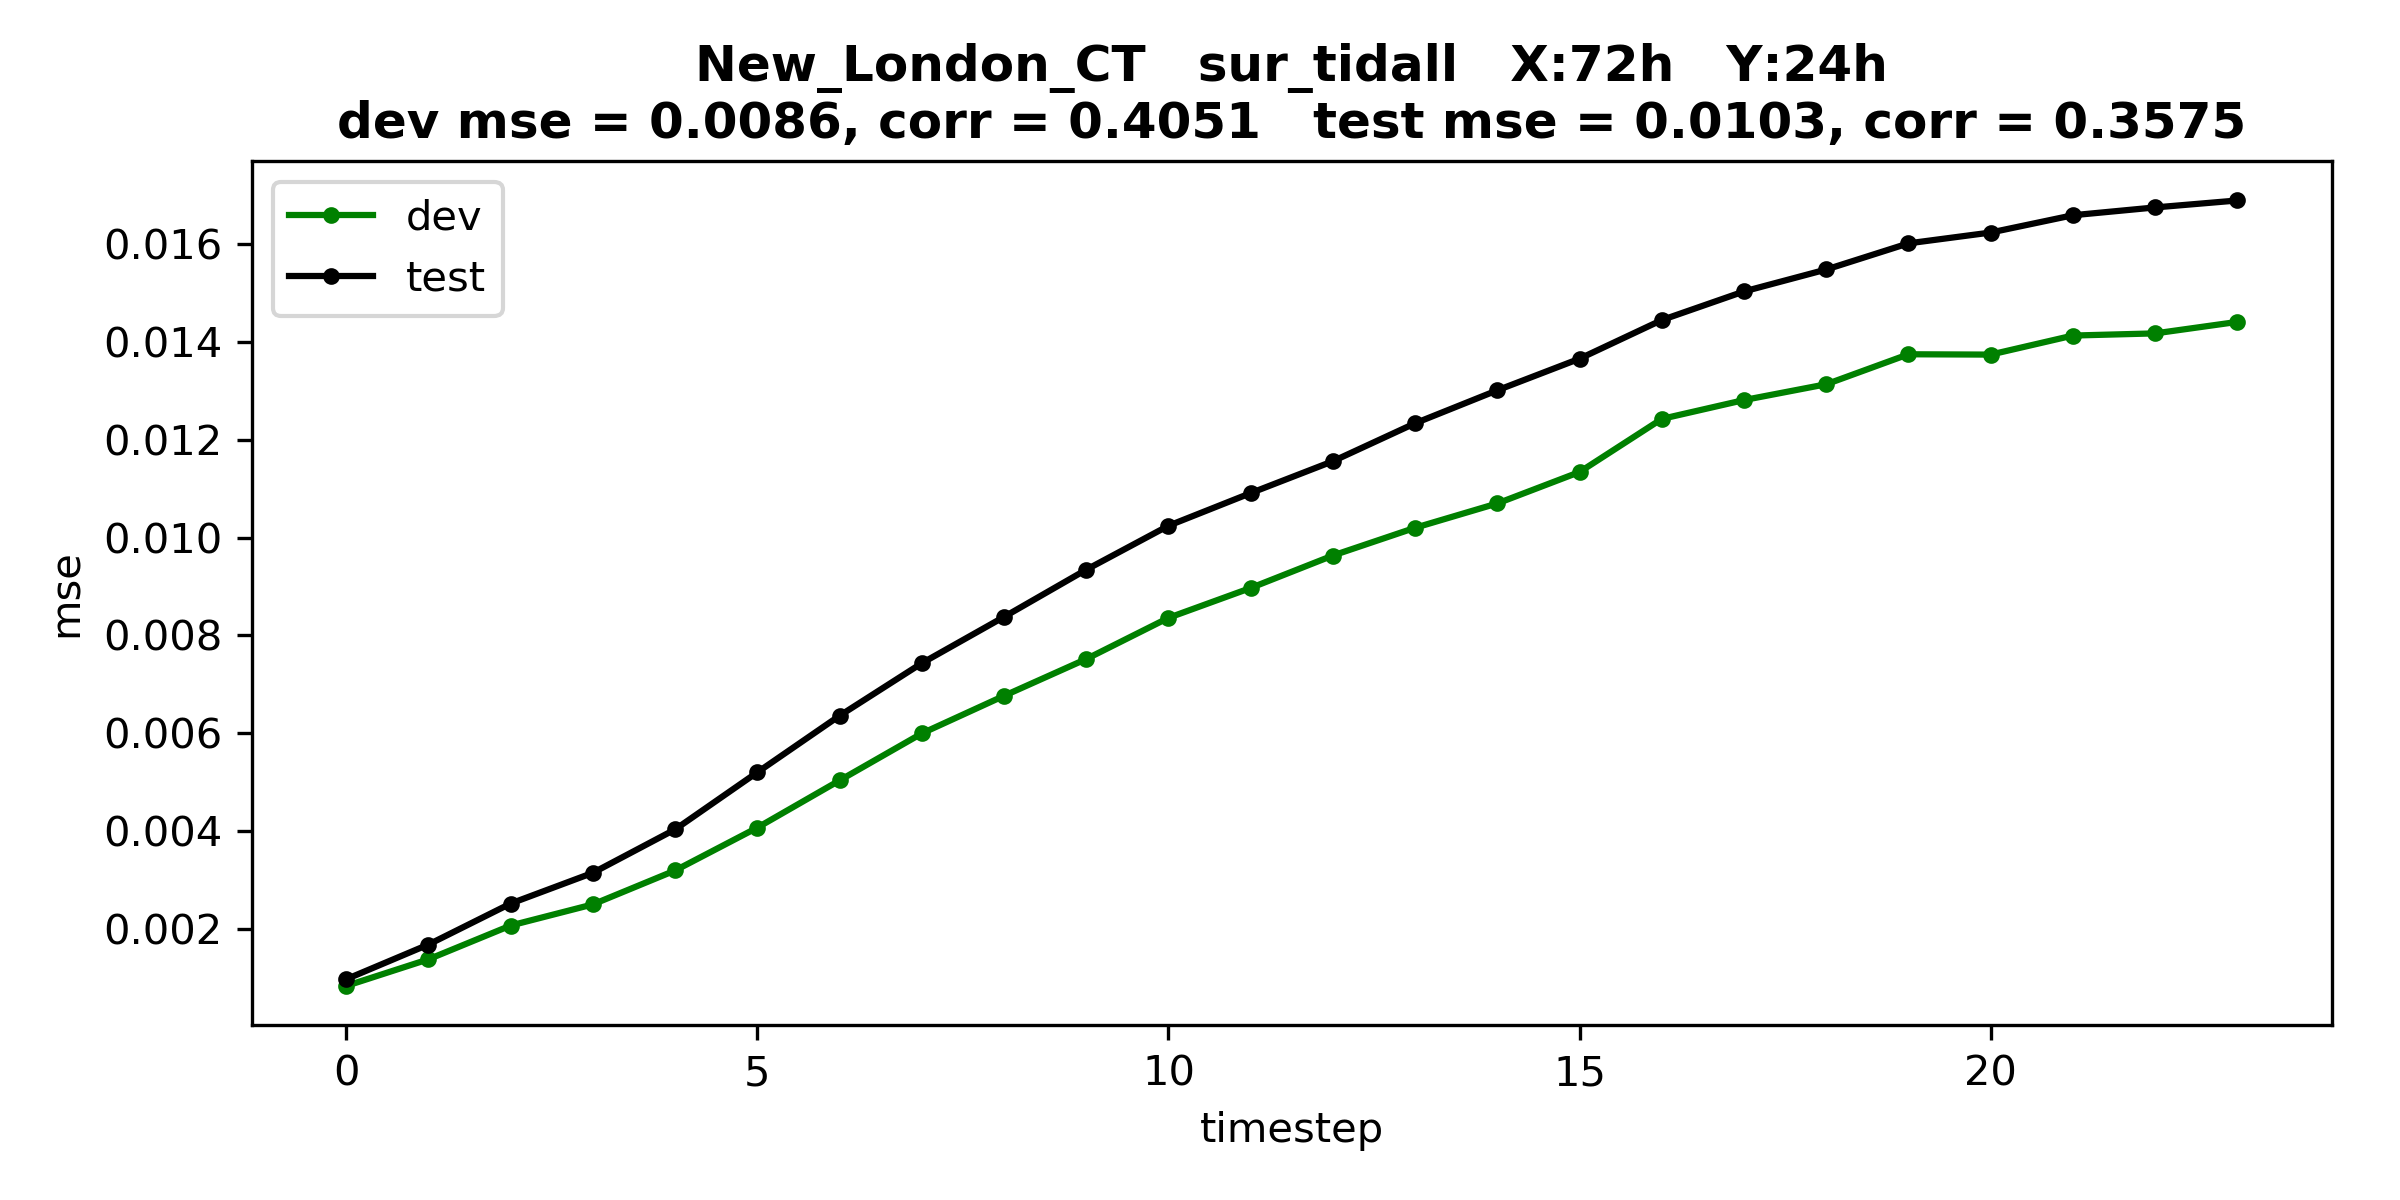 New_London_CT   sur_tidall   X:72h   Y:24h
dev mse = 0.0086, corr = 0.4051   test mse = 0.0103, corr = 0.3575
dev
test
0.016
0.014
0.012
0.010
0.008
0.006
0.004
0.002
mse
0 5 10 15 20
timestep